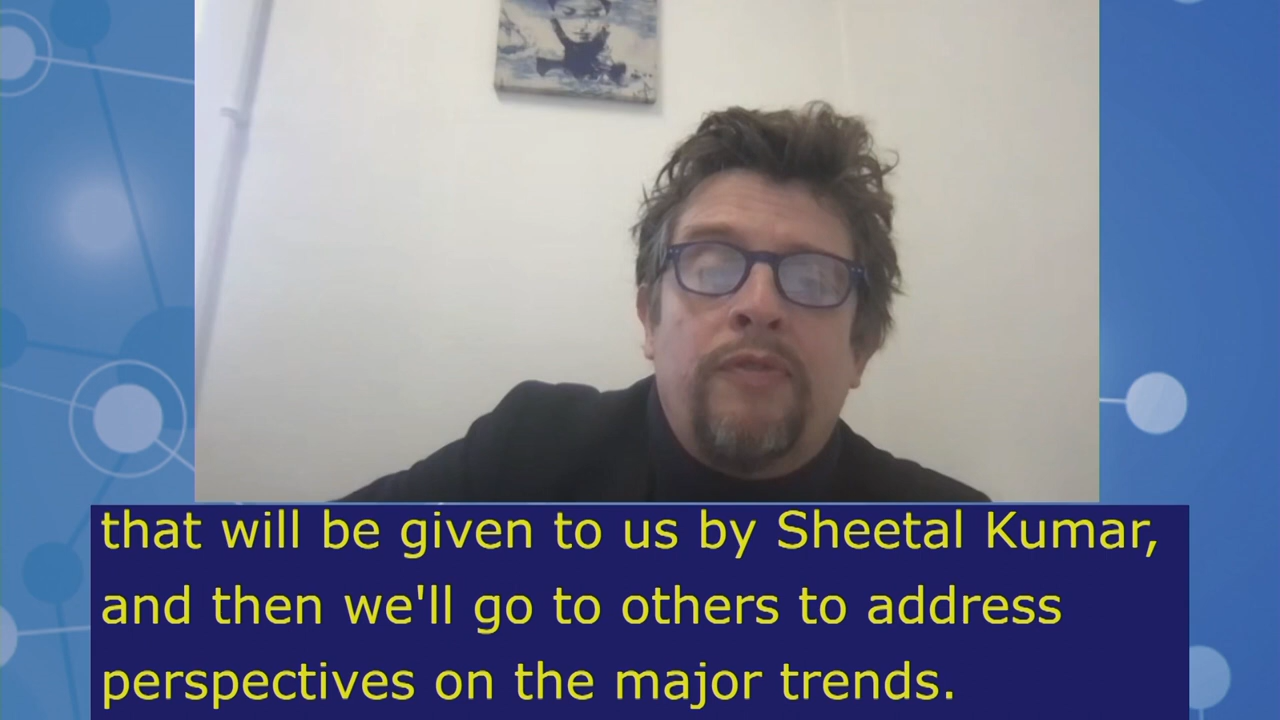 that will be given to us by Sheetal Kumar,
and then we'll go to others to address
perspectives on the major trends.